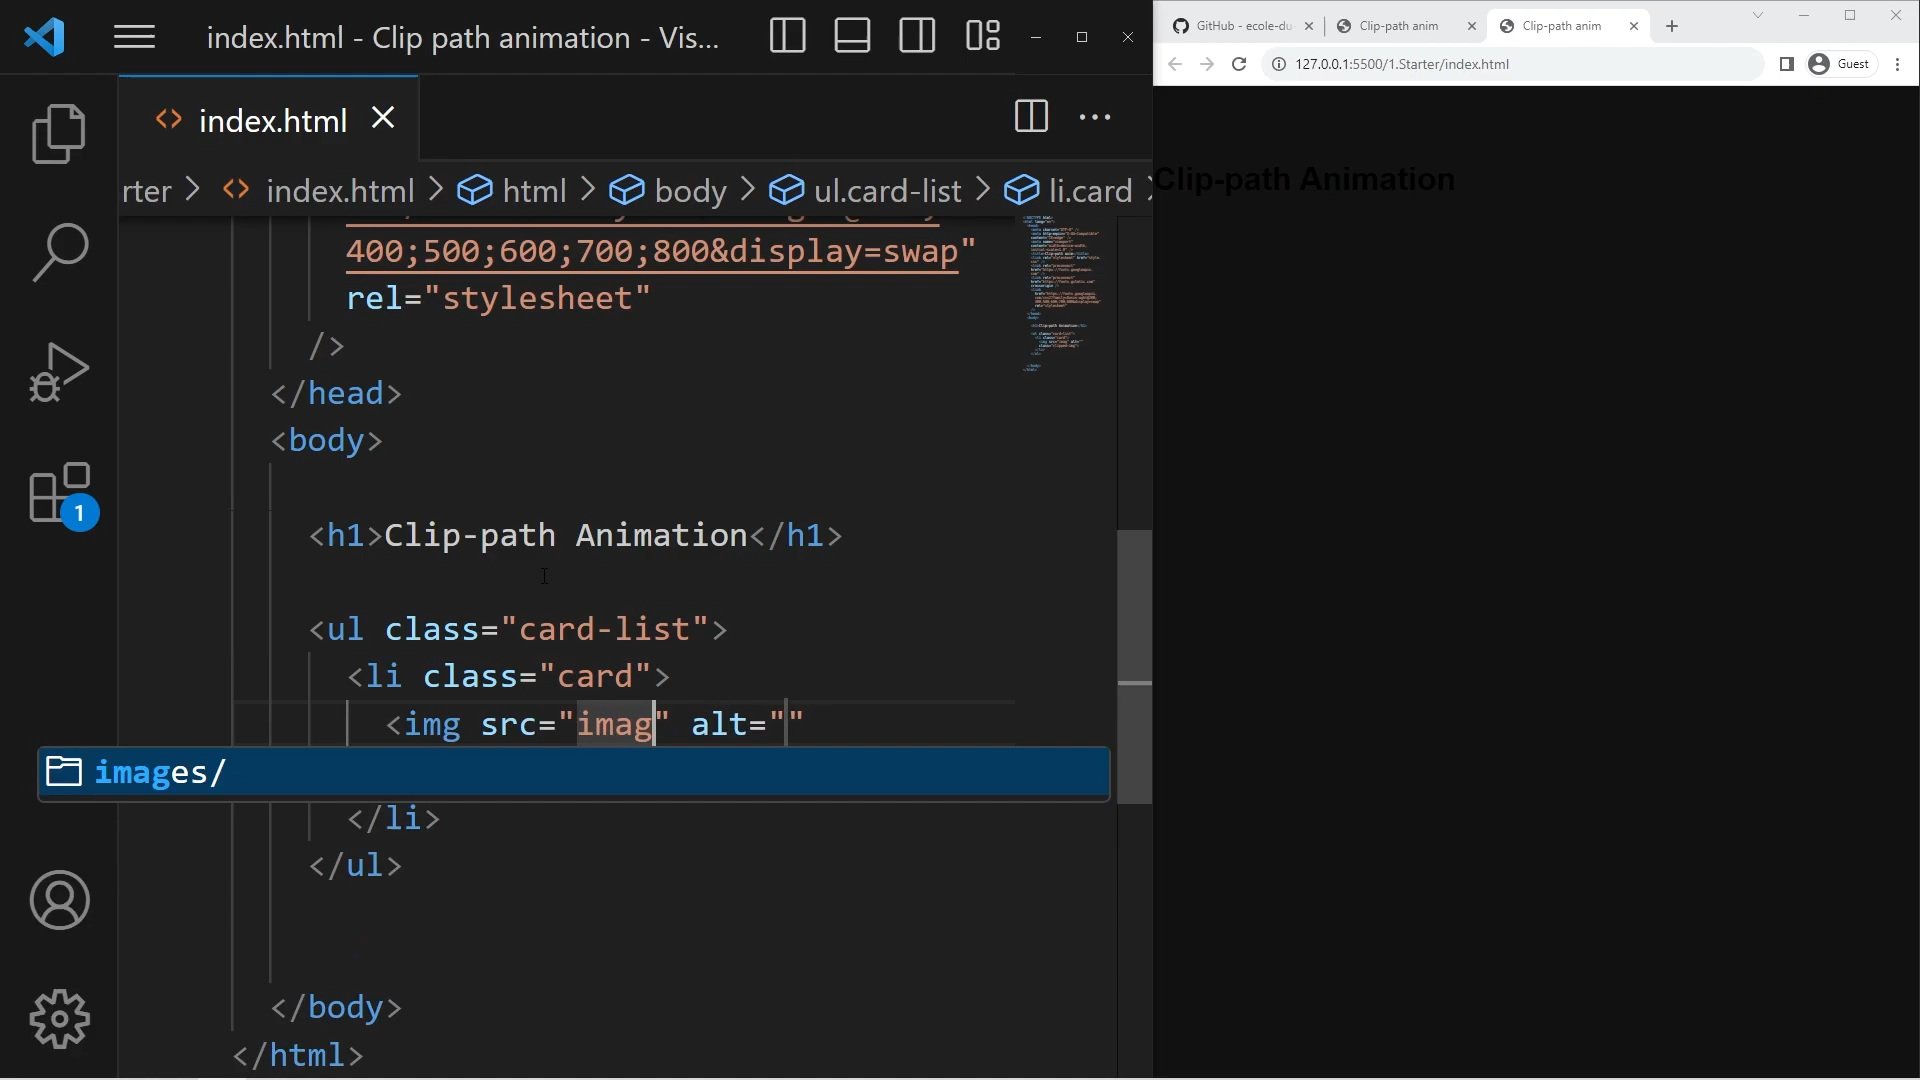 index.html - Clip path animation - Vis...
index.html
rter > index.html > html > body > ul.card-list > li.card
400;500;600;700;800&display=swap"
rel="stylesheet"
/>
</head>
<body>
<h1>Clip-path Animation</h1>
<ul class="card-list">
<li class="card">
<img src="imag" alt=""
images/
</li>
</ul>
</body>
</html>
1
GitHub - ecole-du
Clip-path anim
Clip-path anim
127.0.0.1:5500/1.Starter/index.html
Guest
Clip-path Animation